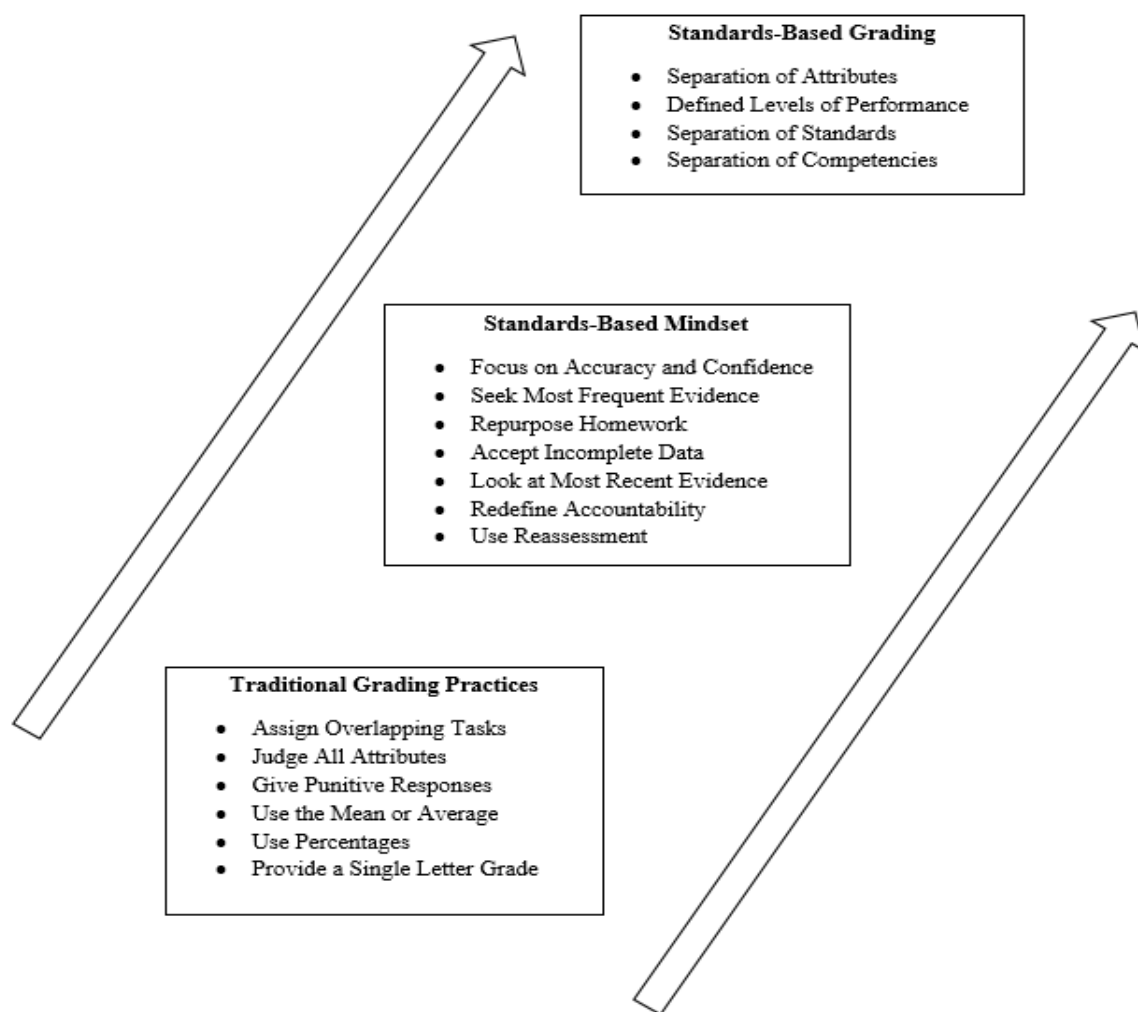 Standards-Based Grading
• Separation of Attributes
• Defined Levels of Performance
• Separation of Standards
• Separation of Competencies
Standards-Based Mindset
• Focus on Accuracy and Confidence
• Seek Most Frequent Evidence
• Repurpose Homework
• Accept Incomplete Data
• Look at Most Recent Evidence
• Redefine Accountability
• Use Reassessment
Traditional Grading Practices
• Assign Overlapping Tasks
• Judge All Attributes
• Give Punitive Responses
• Use the Mean or Average
• Use Percentages
• Provide a Single Letter Grade